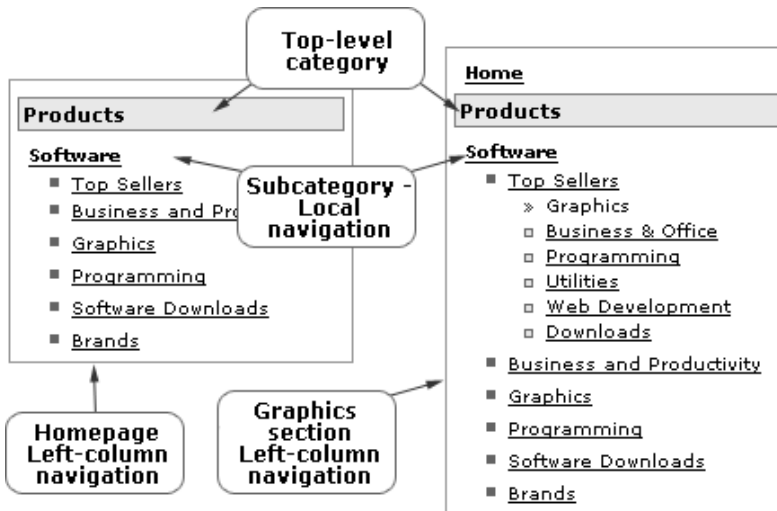 Top-level
category
Products
Software
Top Sellers
Business and Pro
Graphics
Programming
Software Downloads
Brands
Subcategory -
Local
navigation
Homepage
Left-column
navigation
Graphics
section
Left-column
navigation
Home
Products
Software
Top Sellers
» Graphics
Business & Office
Programming
Utilities
Web Development
Downloads
Business and Productivity
Graphics
Programming
Software Downloads
Brands